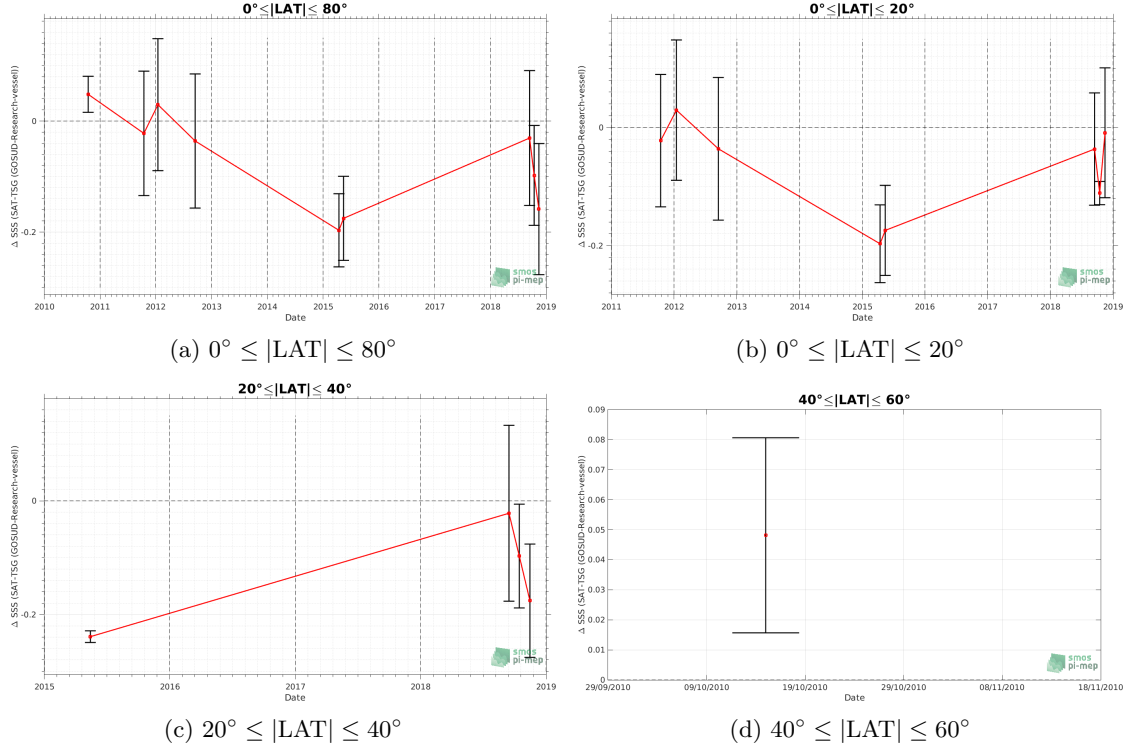 0°≤|LAT|≤ 80°
Δ SSS (SAT-TSG (GOSUD-Research-vessel))
0
-0.2
2010 2011 2012 2013 2014 2015 2016 2017 2018 2019
Date
smos
pi-mep
(a) 0° ≤ |LAT| ≤ 80°
0°≤|LAT|≤ 20°
Δ SSS (SAT-TSG (GOSUD-Research-vessel))
0
-0.2
2011 2012 2013 2014 2015 2016 2017 2018 2019
Date
smos
pi-mep
(b) 0° ≤ |LAT| ≤ 20°
20°≤|LAT|≤ 40°
Δ SSS (SAT-TSG (GOSUD-Research-vessel))
0
-0.2
2015 2016 2017 2018 2019
Date
smos
pi-mep
(c) 20° ≤ |LAT| ≤ 40°
40°≤|LAT|≤ 60°
Δ SSS (SAT-TSG (GOSUD-Research-vessel))
0.09
0.08
0.07
0.06
0.05
0.04
0.03
0.02
0.01
0
29/09/2010 09/10/2010 19/10/2010 29/10/2010 08/11/2010 18/11/2010
Date
smos
pi-mep
(d) 40° ≤ |LAT| ≤ 60°